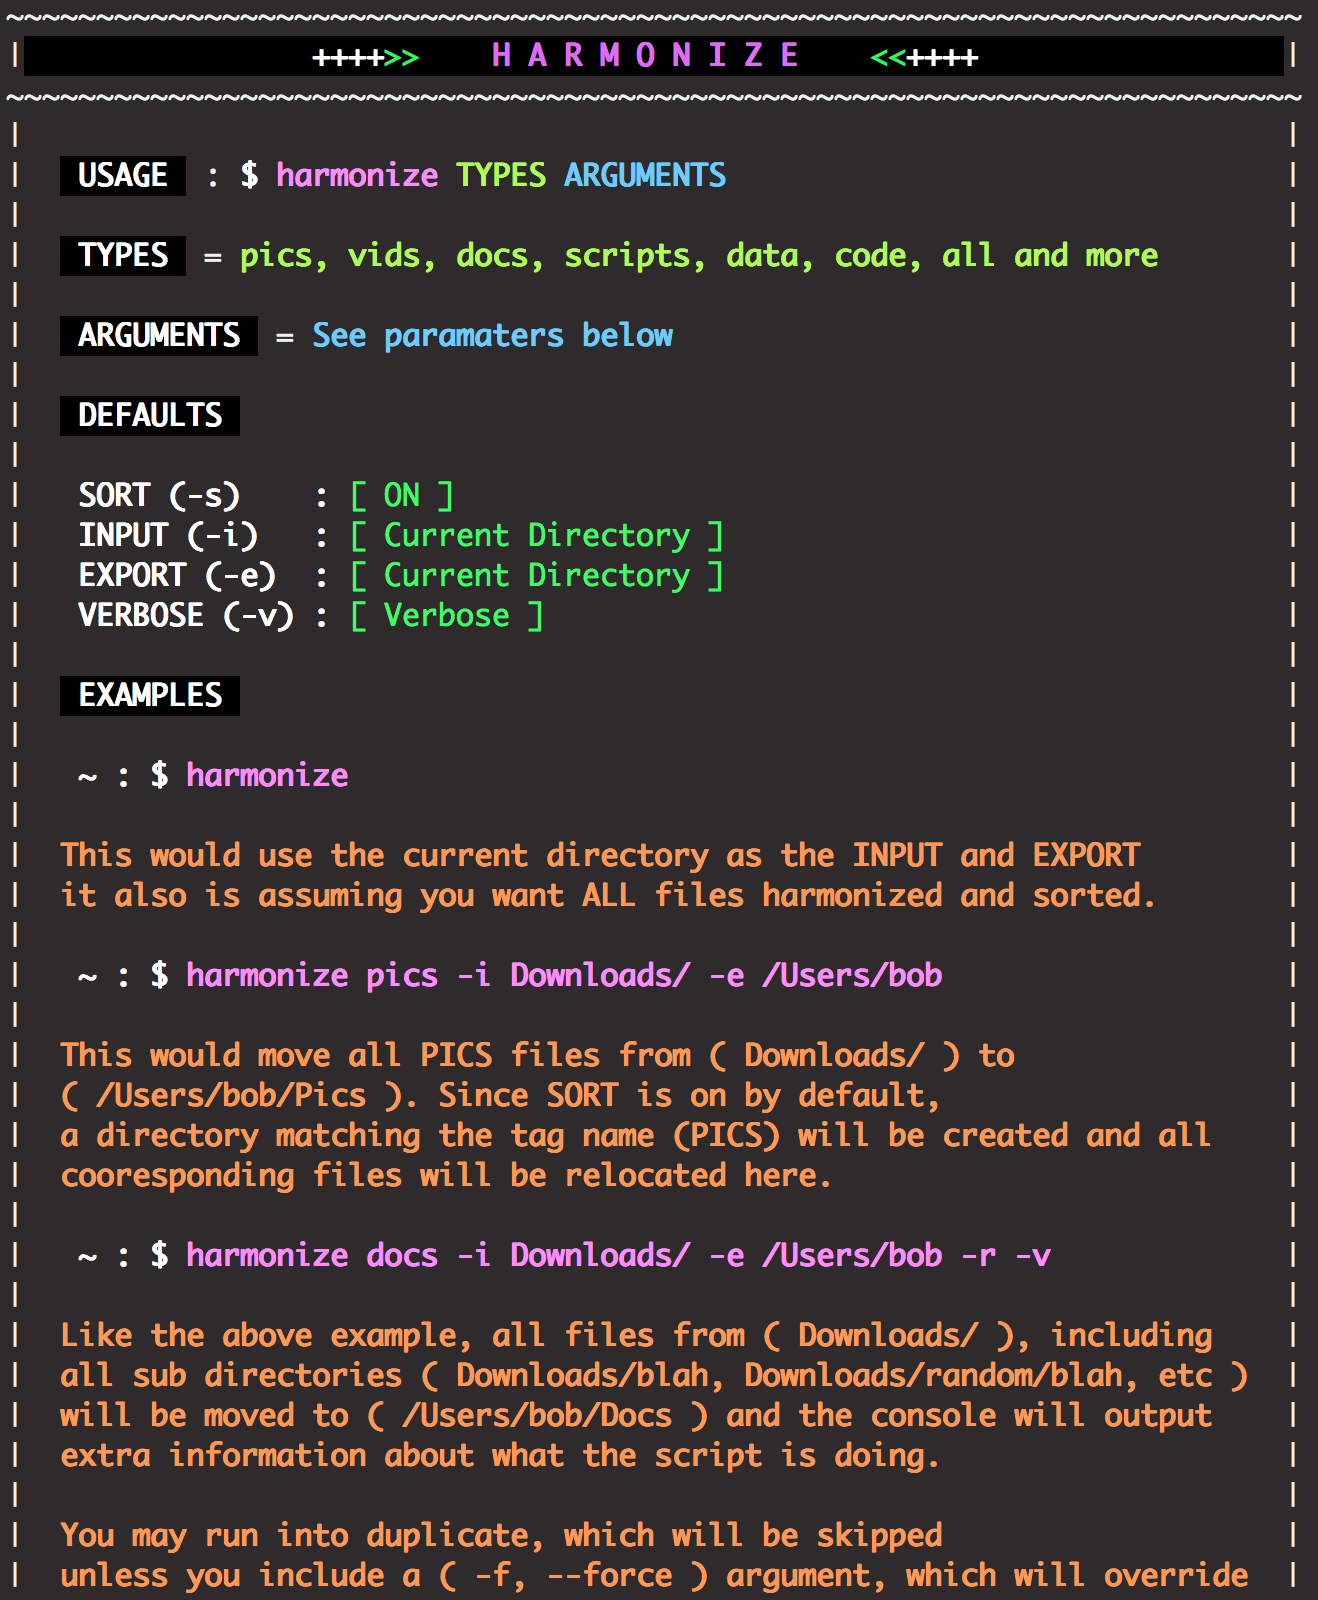 ~~~~~~~~~~~~~~~~~~~~~~~~~~~~~~~~~~~~~~~~~~~~~~~~~~~~~~~~~~~~~~~~~~~~~~~~
| ++++>> H A R M O N I Z E <<++++ |
~~~~~~~~~~~~~~~~~~~~~~~~~~~~~~~~~~~~~~~~~~~~~~~~~~~~~~~~~~~~~~~~~~~~~~~~
| |
| USAGE : $ harmonize TYPES ARGUMENTS |
| |
| TYPES = pics, vids, docs, scripts, data, code, all and more |
| |
| ARGUMENTS = See paramaters below |
| |
| DEFAULTS |
| |
| SORT (-s) : [ ON ] |
| INPUT (-i) : [ Current Directory ] |
| EXPORT (-e) : [ Current Directory ] |
| VERBOSE (-v) : [ Verbose ] |
| |
| EXAMPLES |
| |
| ~ : $ harmonize |
| |
| This would use the current directory as the INPUT and EXPORT |
| it also is assuming you want ALL files harmonized and sorted. |
| |
| ~ : $ harmonize pics -i Downloads/ -e /Users/bob |
| |
| This would move all PICS files from ( Downloads/ ) to |
| ( /Users/bob/Pics ). Since SORT is on by default, |
| a directory matching the tag name (PICS) will be created and all |
| cooresponding files will be relocated here. |
| |
| ~ : $ harmonize docs -i Downloads/ -e /Users/bob -r -v |
| |
| Like the above example, all files from ( Downloads/ ), including |
| all sub directories ( Downloads/blah, Downloads/random/blah, etc ) |
| will be moved to ( /Users/bob/Docs ) and the console will output |
| extra information about what the script is doing. |
| |
| You may run into duplicate, which will be skipped |
| unless you include a ( -f, --force ) argument, which will override |